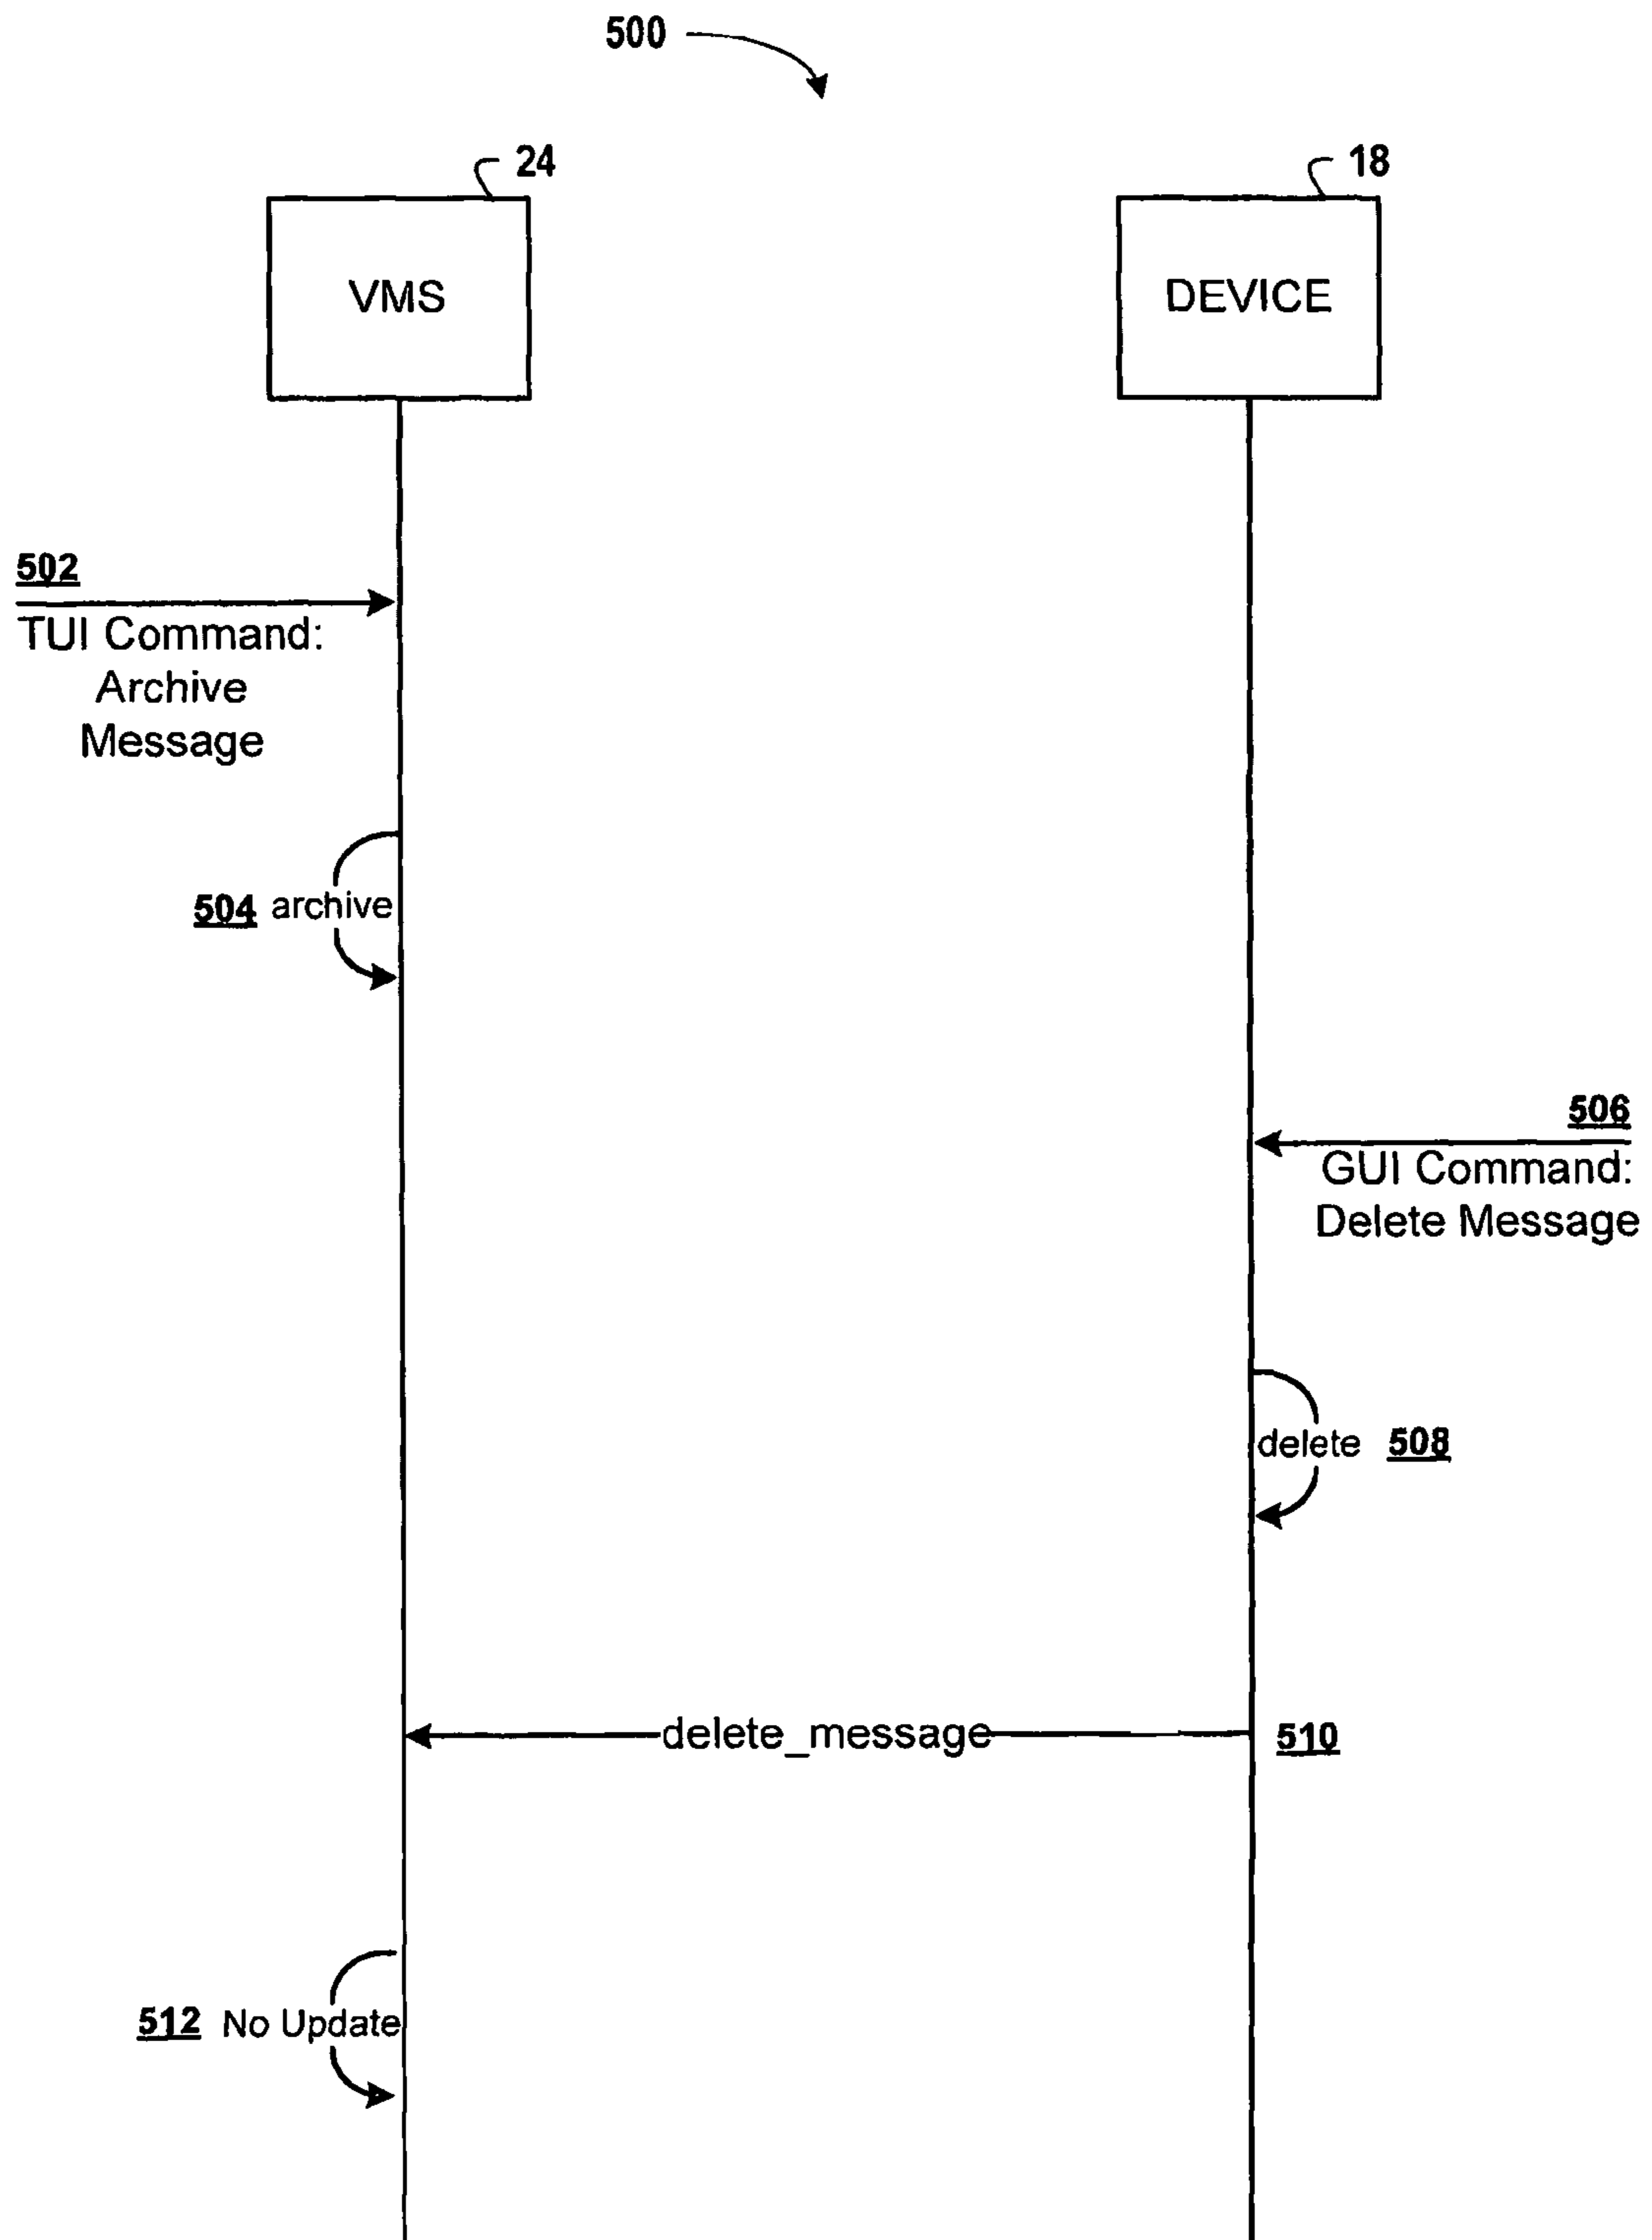 500
24
18
VMS
DEVICE
502
TUI Command:
Archive
Message
504 archive
506
GUI Command:
Delete Message
delete 508
delete_message 510
512 No Update